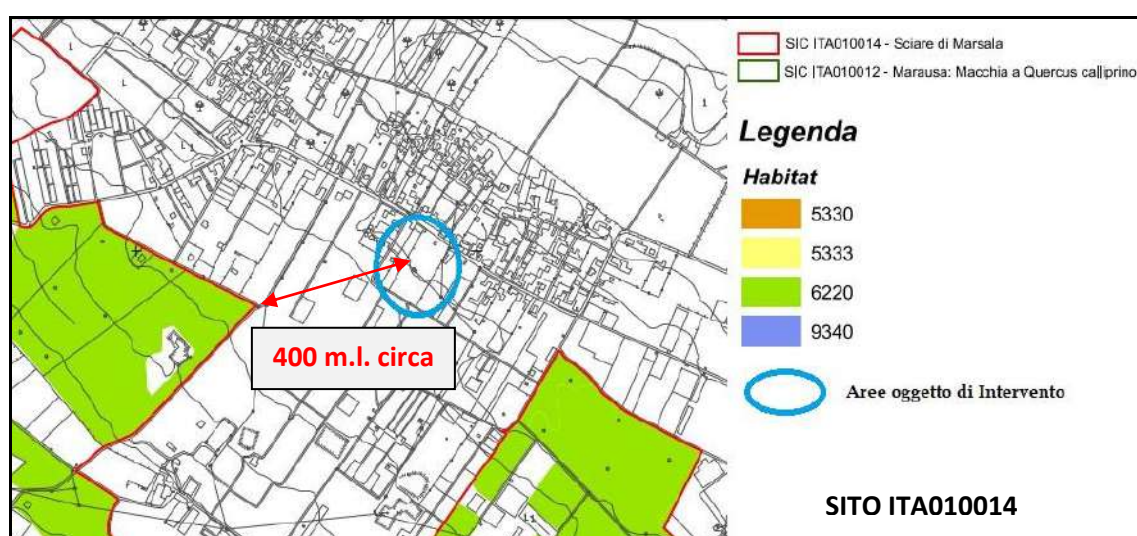 SIC ITA010014 - Sciare di Marsala
SIC ITA010012 - Marausa: Macchia a Quercus calliprino
Legenda
Habitat
5330
5333
6220
9340
Aree oggetto di Intervento
SITO ITA010014
400 m.l. circa